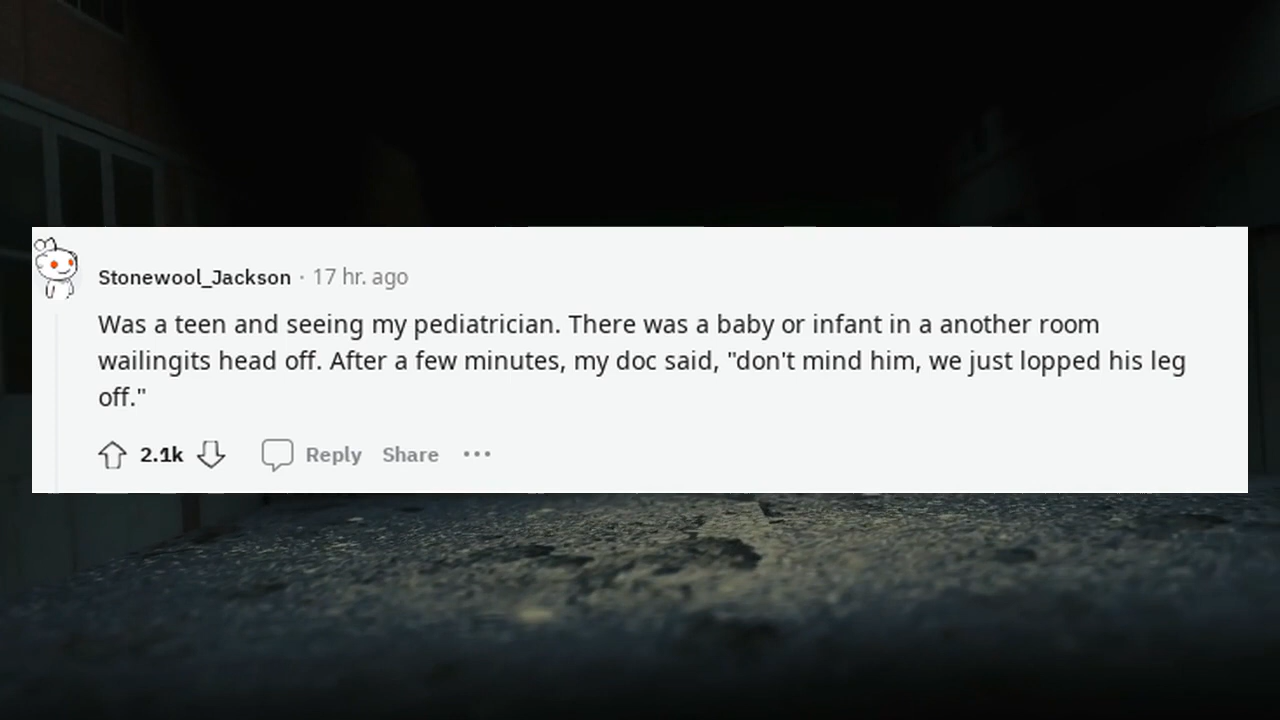 Stonewool_Jackson · 17 hr. ago
Was a teen and seeing my pediatrician. There was a baby or infant in a another room
wailingits head off. After a few minutes, my doc said, "don't mind him, we just lopped his leg
off."
2.1k Reply Share •••